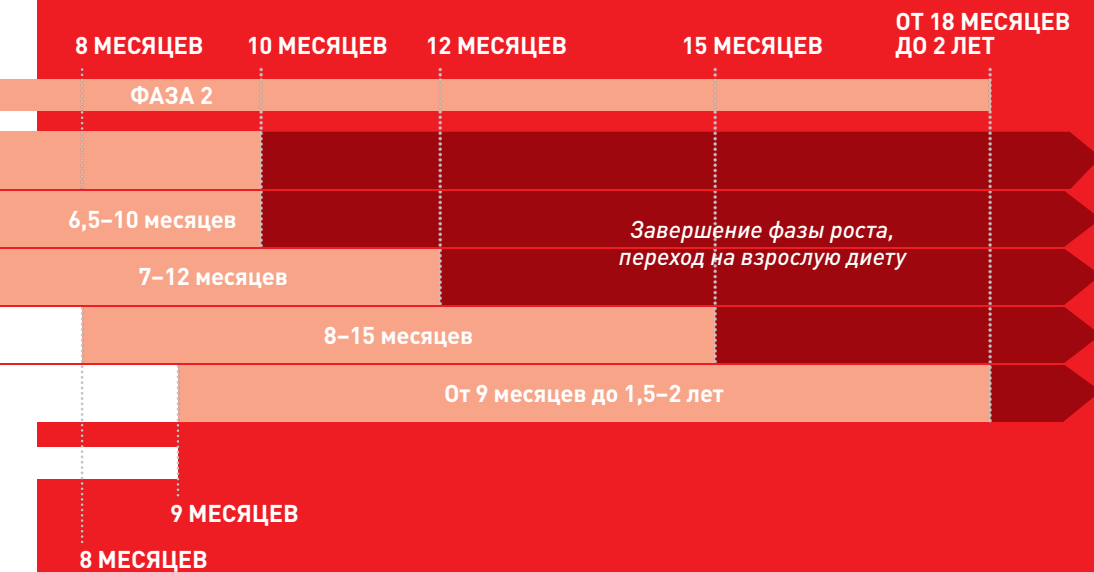 8 МЕСЯЦЕВ
10 МЕСЯЦЕВ
12 МЕСЯЦЕВ
15 МЕСЯЦЕВ
ОТ 18 МЕСЯЦЕВ
ДО 2 ЛЕТ
ФАЗА 2
6,5–10 месяцев
Завершение фазы роста,
переход на взрослую диету
7–12 месяцев
8–15 месяцев
От 9 месяцев до 1,5–2 лет
9 МЕСЯЦЕВ
8 МЕСЯЦЕВ